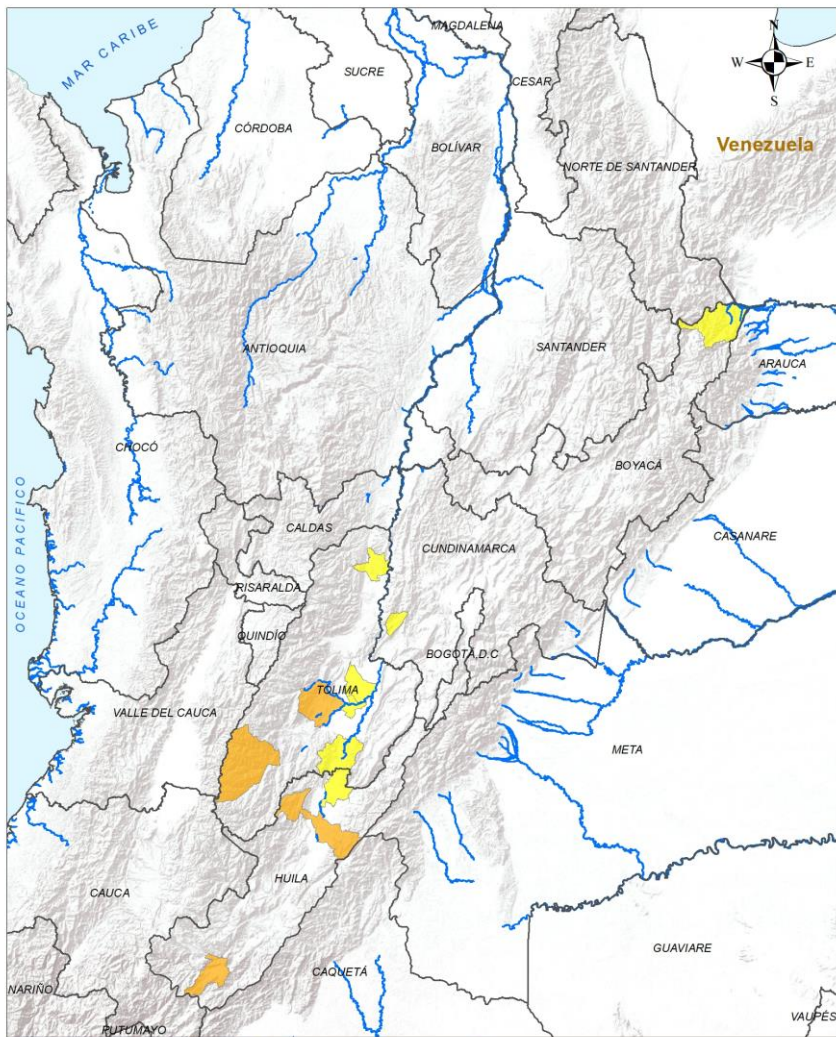 MAGDALENA
N
MAR CARIBE
SUCRE
CESAR
W
E
S
CÓRDOBA
Venezuela
BOLÍVAR
NORTE DE SANTANDER
ANTIOQUIA
SANTANDER
ARAUCA
CHOCÓ
BOYACÁ
OCEANO PACIFICO
CALDAS
CASANARE
CUNDINAMARCA
RISARALDA
QUINDÍO
BOGOTÁ, D.C
TOLIMA
VALLE DEL CAUCA
META
HUILA
CAUCA
GUAVIARE
CAQUETÁ
NARIÑO
PUTUMAYO
VAUPÉS